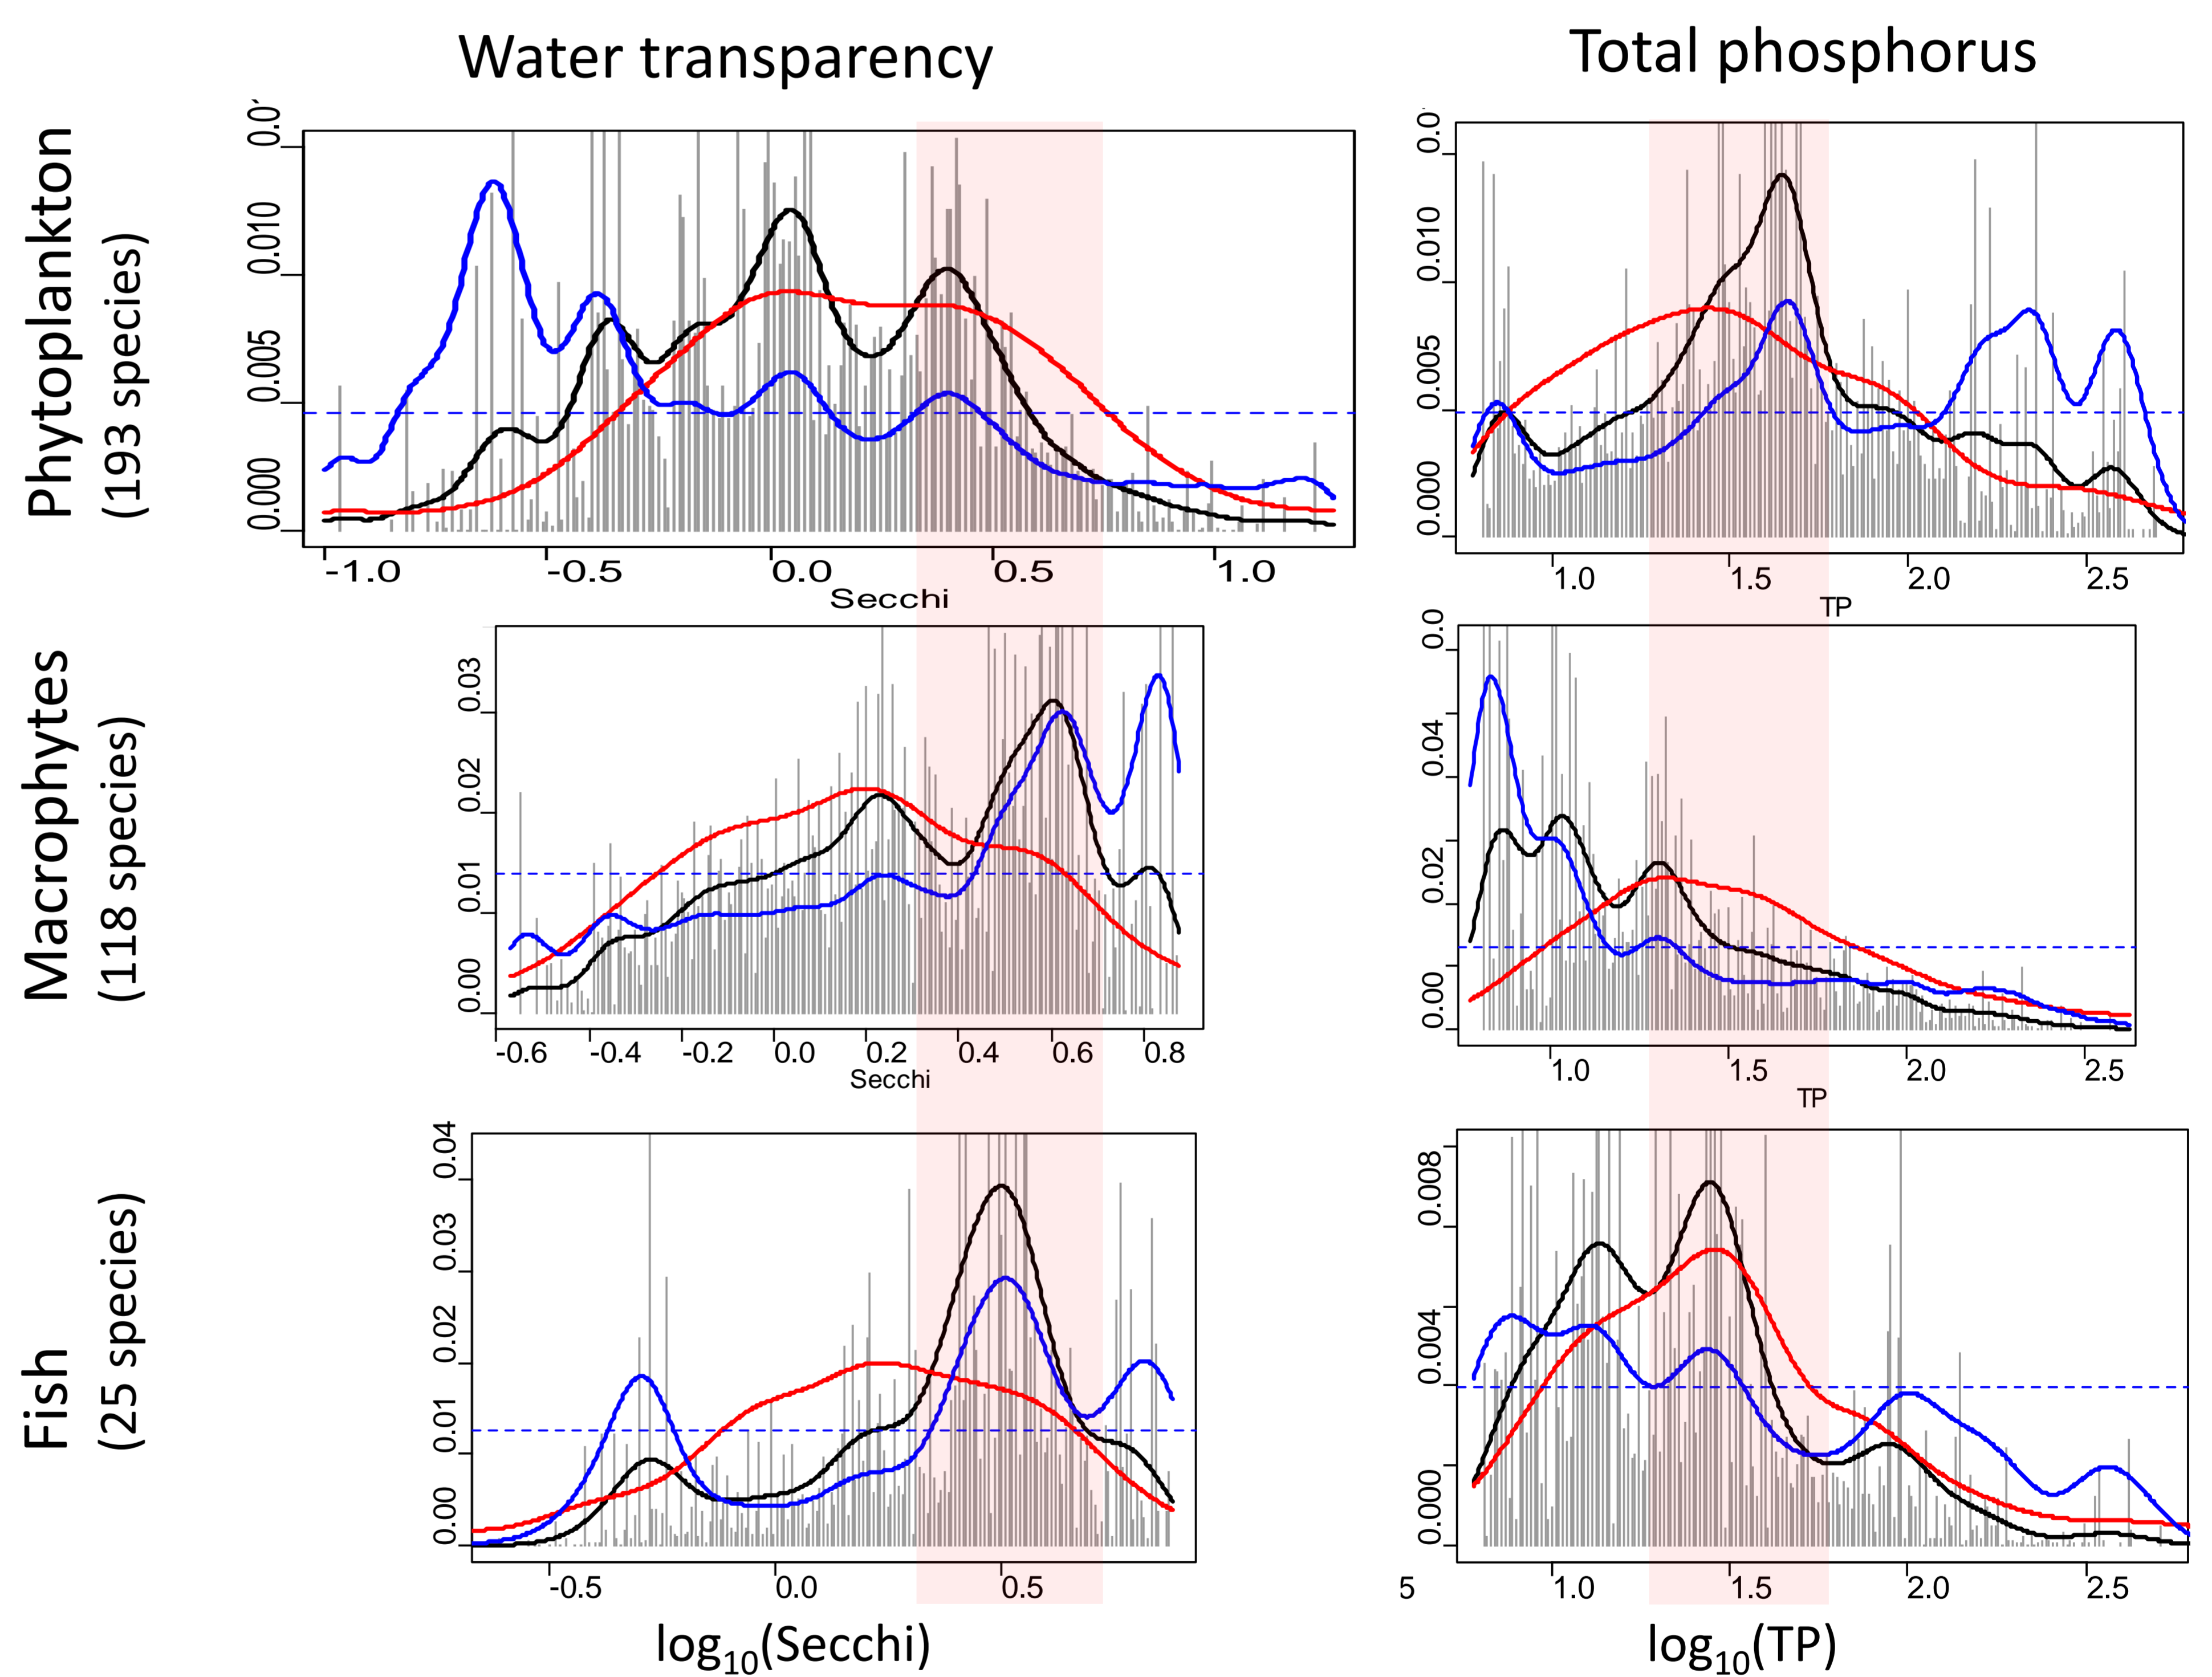 Water transparency
Total phosphorus
Phytoplankton
(193 species)
0.000 0.005 0.010
-1.0 -0.5 0.0 0.5 1.0
Secchi
0.000 0.005 0.010
1.0 1.5 2.0 2.5
TP
Macrophytes
(118 species)
0.00 0.01 0.02 0.03
-0.6 -0.4 -0.2 0.0 0.2 0.4 0.6 0.8
Secchi
0.00 0.02 0.04 0.0
1.0 1.5 2.0 2.5
TP
Fish
(25 species)
0.00 0.01 0.02 0.03 0.04
-0.5 0.0 0.5
0.000 0.004 0.008
5 1.0 1.5 2.0 2.5
log10(Secchi)
log10(TP)